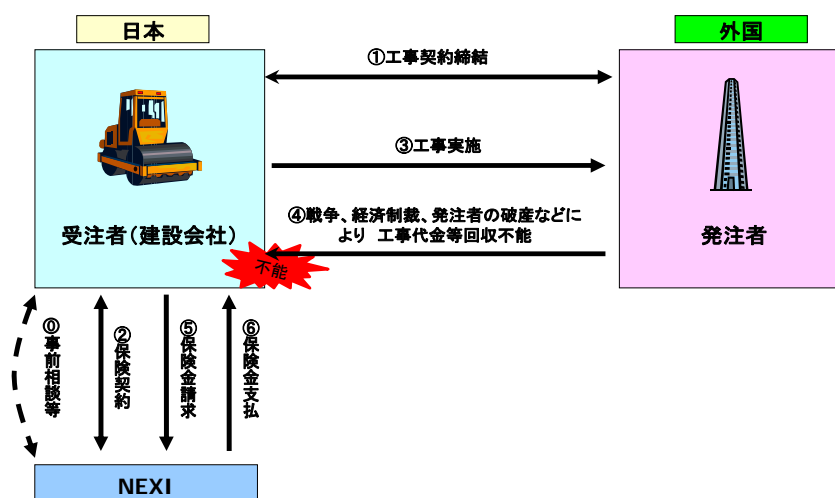 日本
外国
①工事契約締結
③工事実施
④戦争、経済制裁、発注者の破産などに
より 工事代金等回収不能
受注者(建設会社)
発注者
不能
⓪事前相談等
②保険契約
⑤保険金請求
⑥保険金支払
NEXI